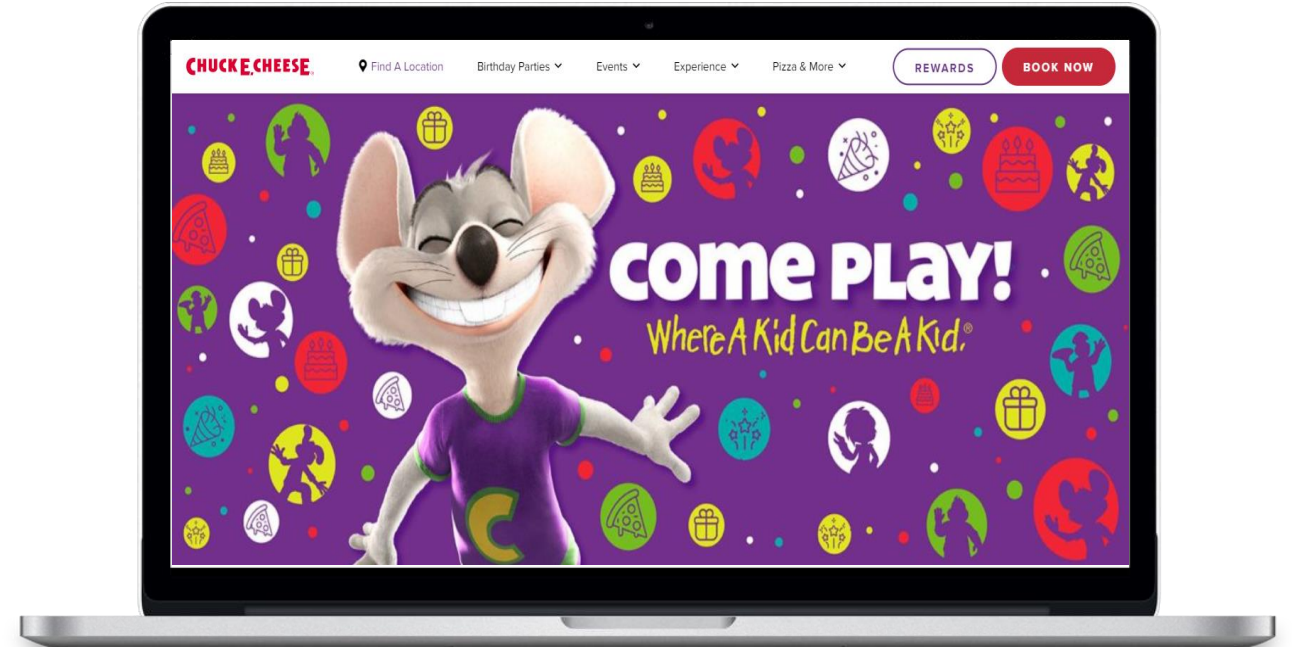 CHUCK E. CHEESE® Find A Location Birthday Parties Events Experience Pizza & More REWARDS BOOK NOW
COME PLAY!
Where A Kid Can Be A Kid.®
C